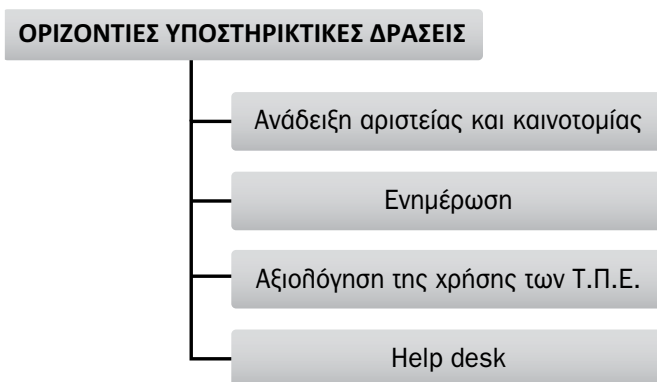 ΟΡΙΖΟΝΤΙΕΣ ΥΠΟΣΤΗΡΙΚΤΙΚΕΣ ΔΡΑΣΕΙΣ
Ανάδειξη αριστείας και καινοτομίας
Ενημέρωση
Αξιολόγηση της χρήσης των Τ.Π.Ε.
Help desk